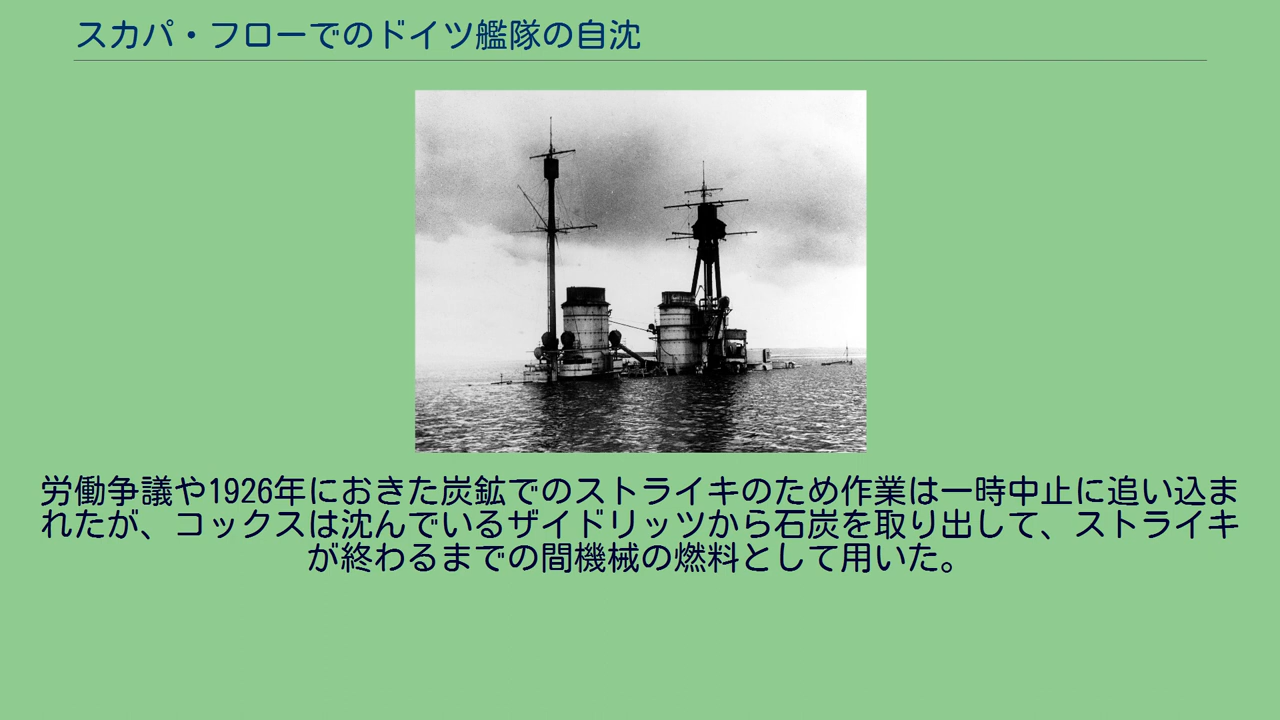 スカパ・フローでのドイツ艦隊の自沈
労働争議や1926年におきた炭鉱でのストライキのため作業は一時中止に追い込ま
れたが、コックスは沈んでいるザイドリッツから石炭を取り出して、ストライキ
が終わるまでの間機械の燃料として用いた。